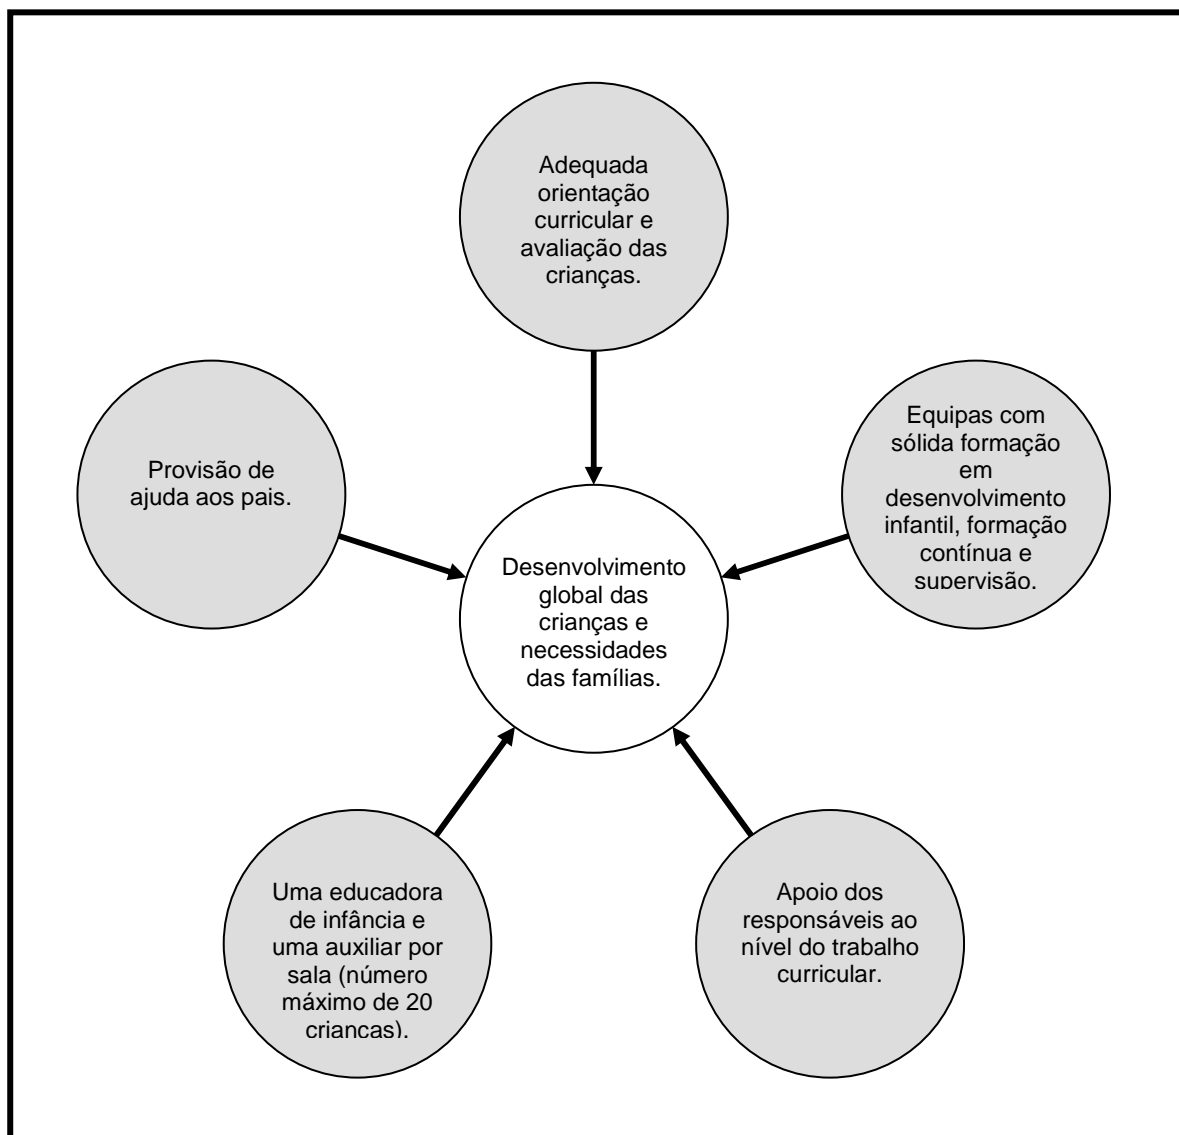 Adequada
orientação
curricular e
avaliação das
crianças.
Equipas com
sólida formação
em
desenvolvimento
infantil, formação
contínua e
supervisão.
Provisão de
ajuda aos pais.
Desenvolvimento
global das
crianças e
necessidades
das famílias.
Uma educadora
de infância e
uma auxiliar por
sala (número
máximo de 20
crianças).
Apoio dos
responsáveis ao
nível do trabalho
curricular.